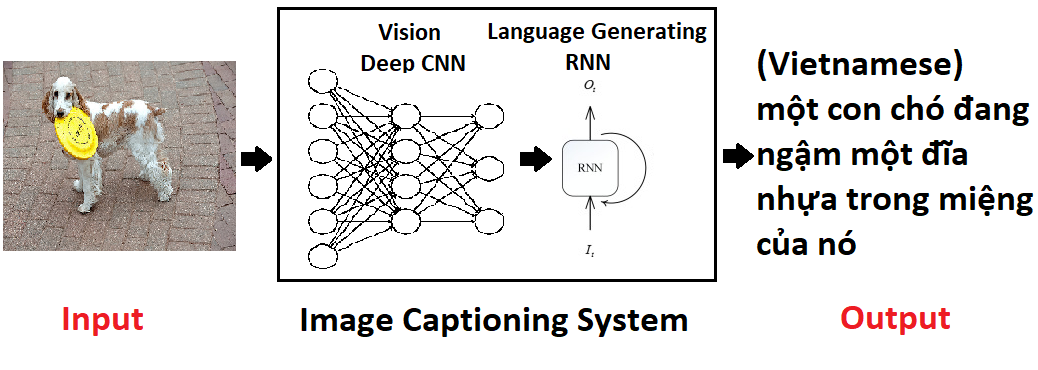 Vision
Deep CNN
Language Generating
RNN
O_t
RNN
I_t
(Vietnamese)
một con chó đang
ngậm một đĩa
nhựa trong miệng
của nó
Input
Image Captioning System
Output